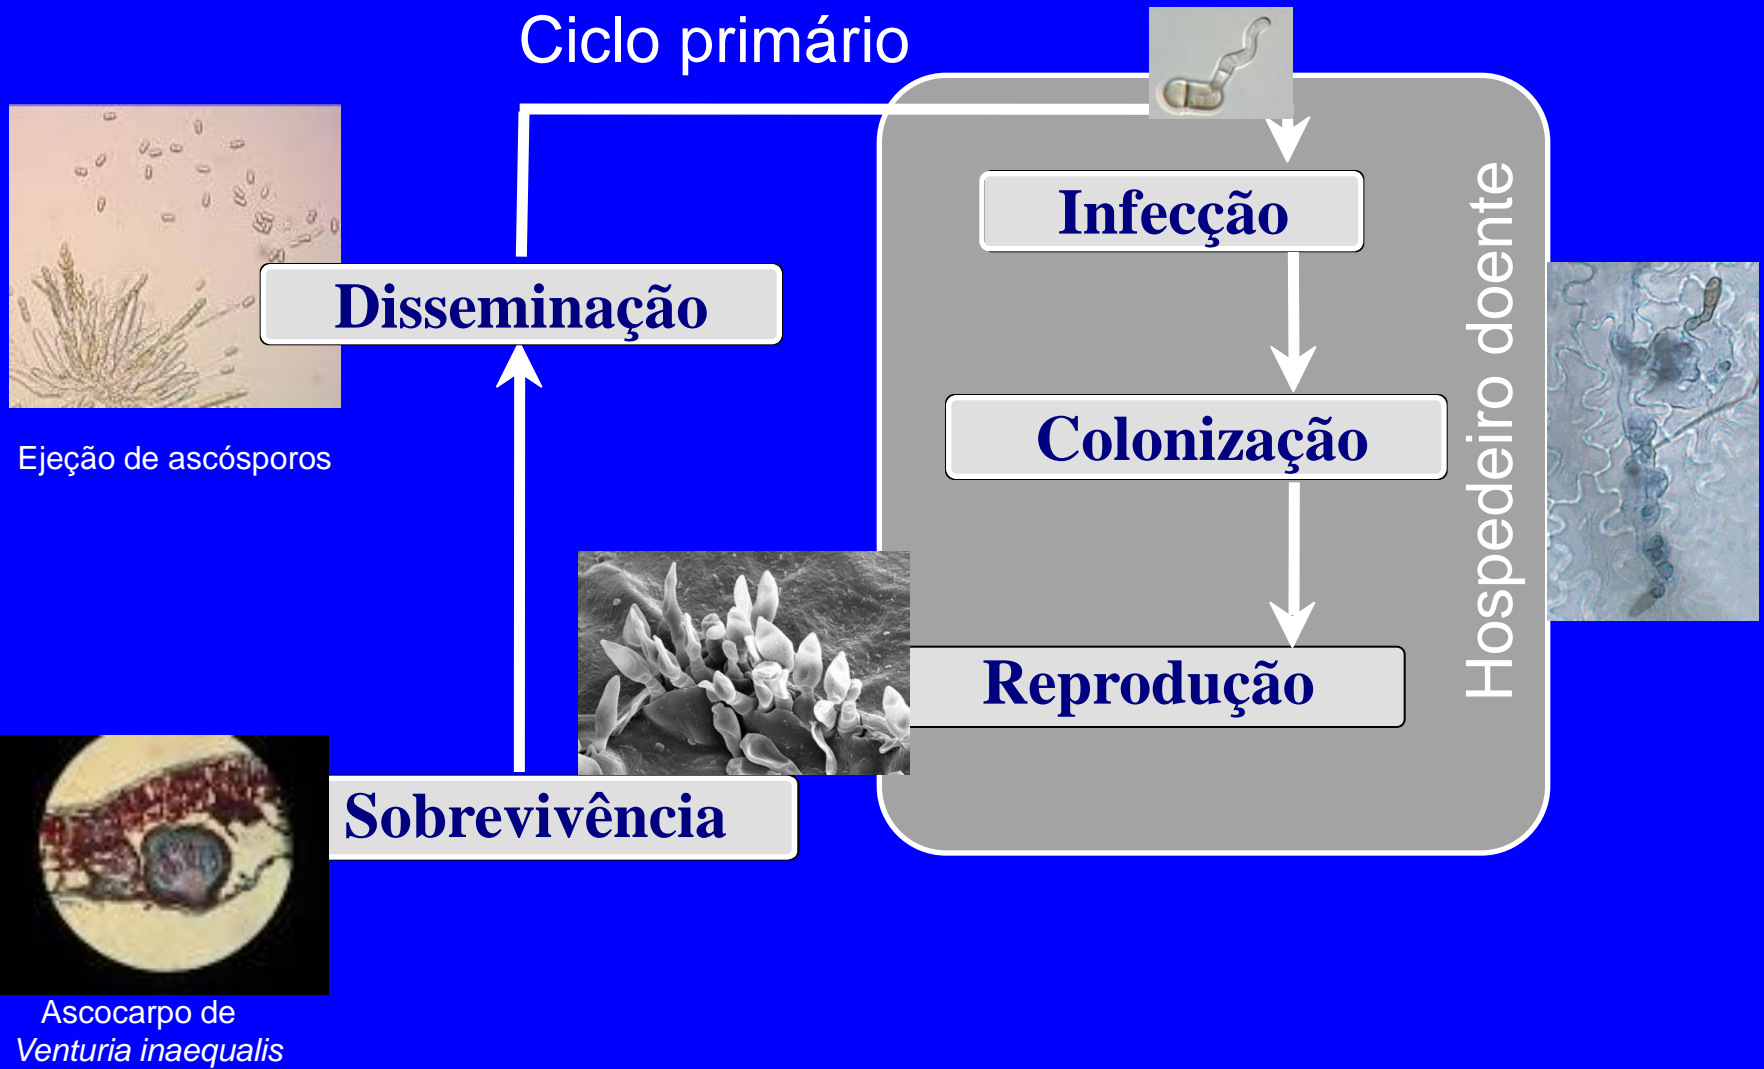 Ciclo primário
Infecção
Disseminação
Hospedeiro doente
Colonização
Ejeção de ascósporos
Reprodução
Sobrevivência
Ascocarpo de
Venturia inaequalis